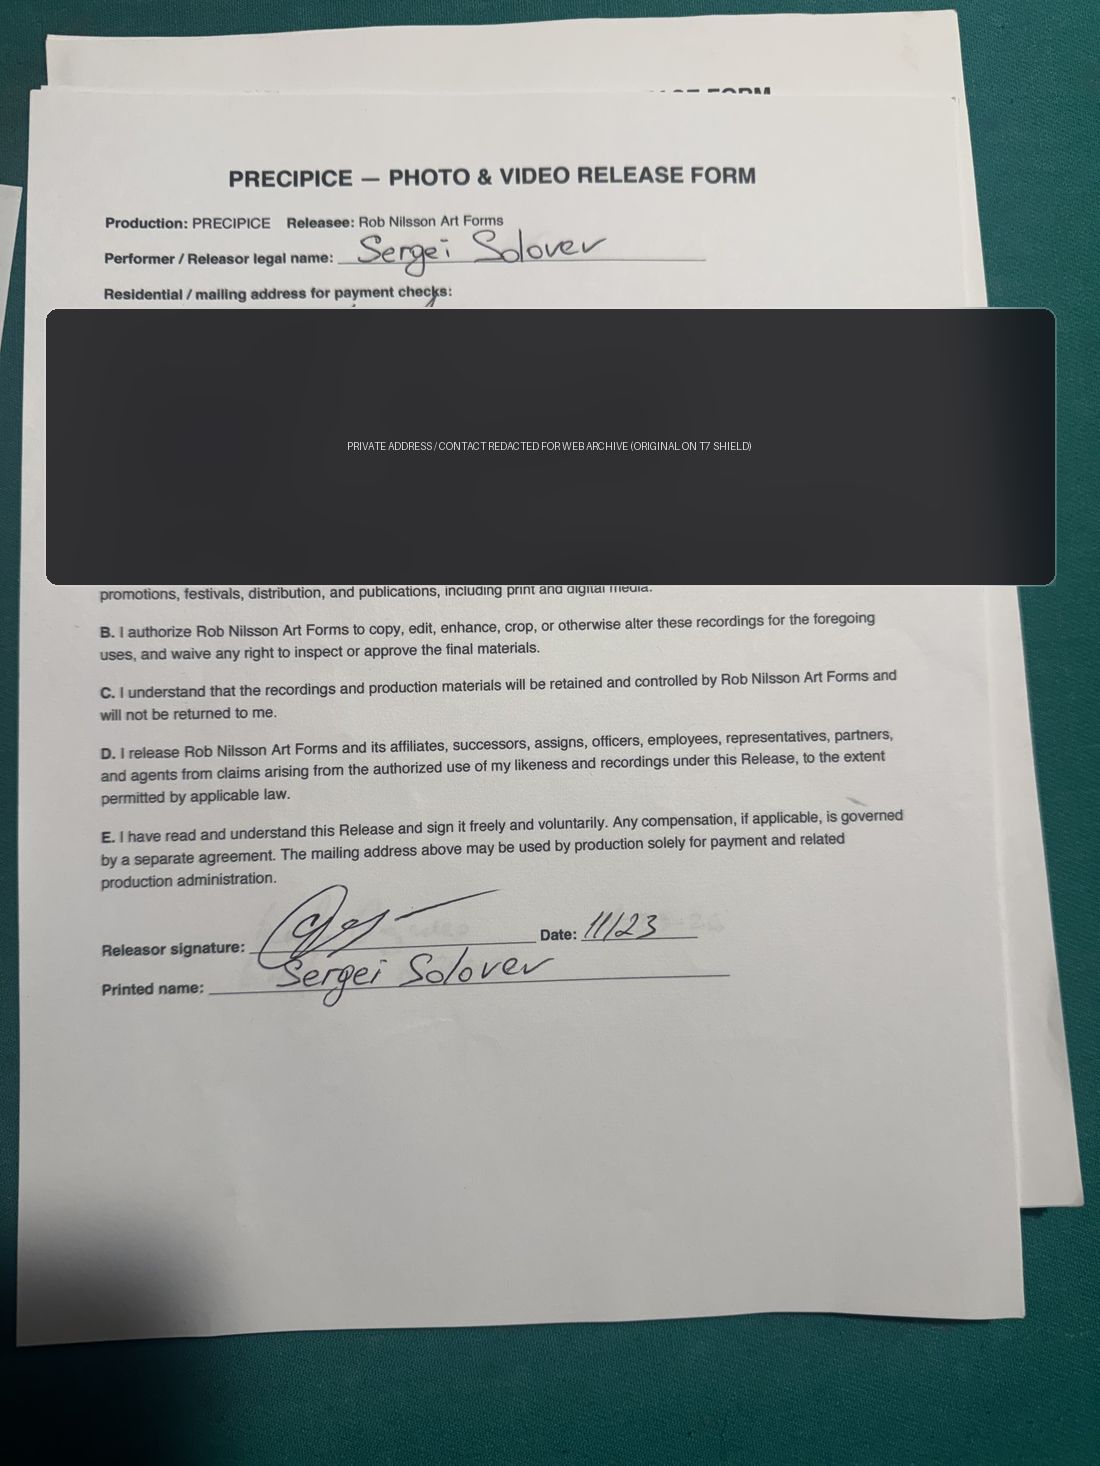 PRECIPICE — PHOTO & VIDEO RELEASE FORM
Production: PRECIPICE Releasee: Rob Nilsson Art Forms
Performer / Releasor legal name: Sergei Solover
Residential / mailing address for payment checks:
PRIVATE ADDRESS / CONTACT REDACTED FOR WEB ARCHIVE (ORIGINAL ON T7 SHIELD)
promotions, festivals, distribution, and publications, including print and digital media.
B. I authorize Rob Nilsson Art Forms to copy, edit, enhance, crop, or otherwise alter these recordings for the foregoing
uses, and waive any right to inspect or approve the final materials.
C. I understand that the recordings and production materials will be retained and controlled by Rob Nilsson Art Forms and
will not be returned to me.
D. I release Rob Nilsson Art Forms and its affiliates, successors, assigns, officers, employees, representatives, partners,
and agents from claims arising from the authorized use of my likeness and recordings under this Release, to the extent
permitted by applicable law.
E. I have read and understand this Release and sign it freely and voluntarily. Any compensation, if applicable, is governed
by a separate agreement. The mailing address above may be used by production solely for payment and related
production administration.
Releasor signature: Date: 11/23
Printed name: Sergei Solover